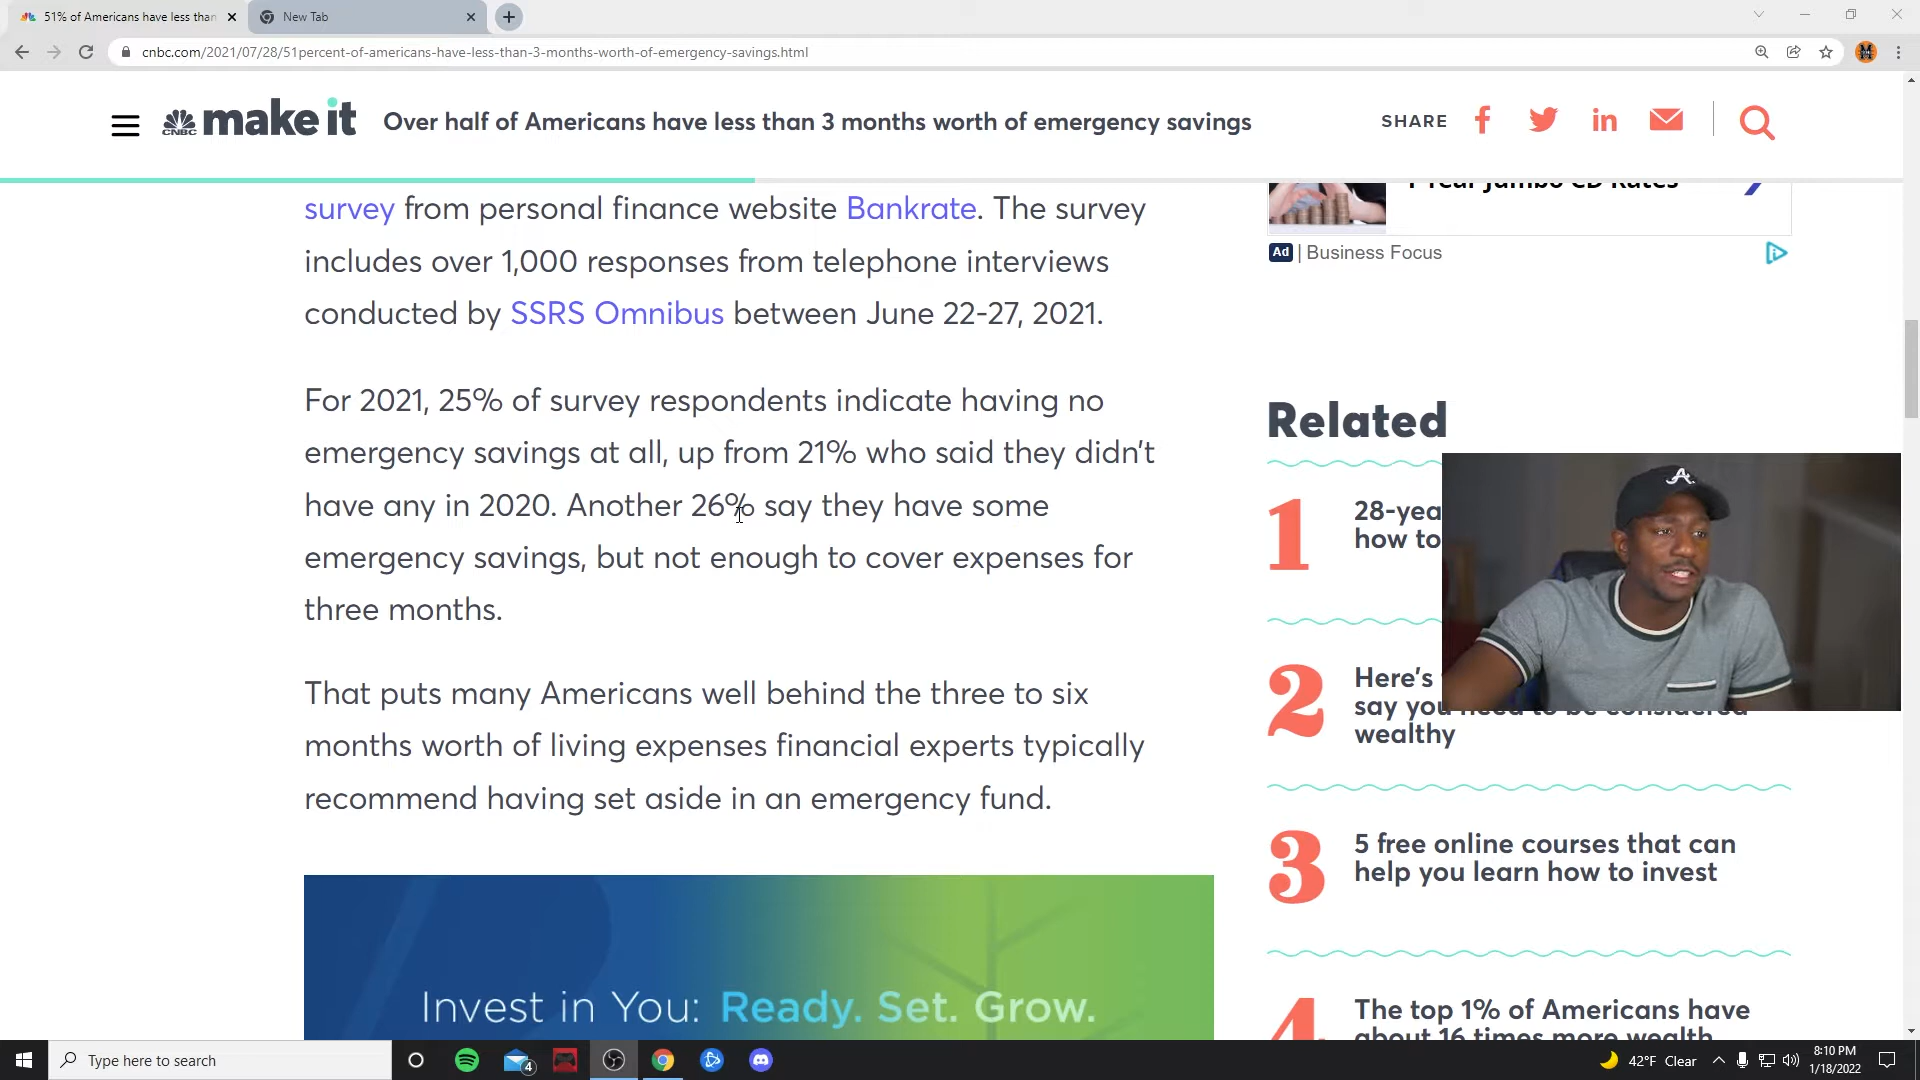 51% of Americans have less than
New Tab
cnbc.com/2021/07/28/51percent-of-americans-have-less-than-3-months-worth-of-emergency-savings.html
CNBC make it
Over half of Americans have less than 3 months worth of emergency savings
SHARE
survey from personal finance website Bankrate. The survey
includes over 1,000 responses from telephone interviews
conducted by SSRS Omnibus between June 22-27, 2021.
For 2021, 25% of survey respondents indicate having no
emergency savings at all, up from 21% who said they didn't
have any in 2020. Another 26% say they have some
emergency savings, but not enough to cover expenses for
three months.
That puts many Americans well behind the three to six
months worth of living expenses financial experts typically
recommend having set aside in an emergency fund.
Invest in You: Ready. Set. Grow.
1 Year Jumbo CD Rates
Ad | Business Focus
Related
1
28-yea
how to
2
Here's
say you need to be considered
wealthy
3
5 free online courses that can
help you learn how to invest
4
The top 1% of Americans have
about 16 times more wealth
A
Type here to search
4
42°F Clear
8:10 PM
1/18/2022